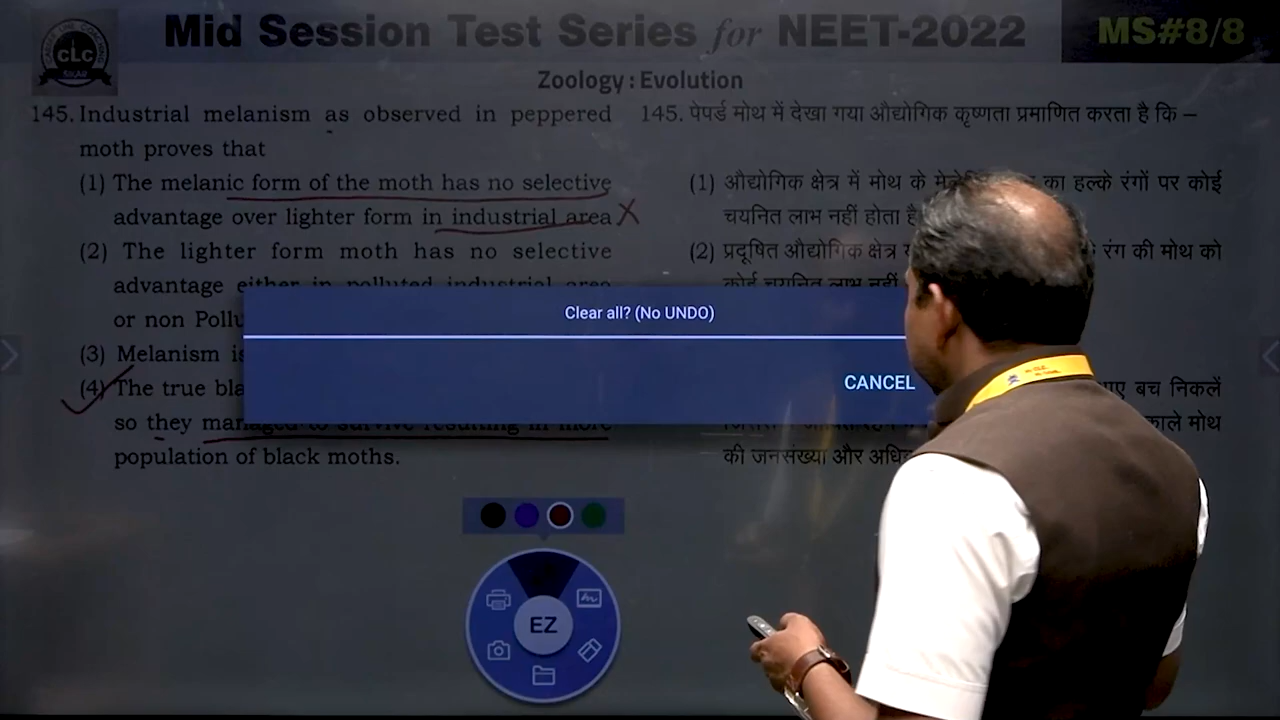 Mid Session Test Series for NEET-2022
MS#8/8
CLC
SIKAR
Zoology : Evolution
145. Industrial melanism as observed in peppered
moth proves that
(1) The melanic form of the moth has no selective
advantage over lighter form in industrial area
(2) The lighter form moth has no selective
advantage either in polluted industrial area
or non Pollu
(3) Melanism is
(4) The true bla
so they managed to survive resulting in more
population of black moths.
145. पेपर्ड मोथ में देखा गया औद्योगिक कृष्णता प्रमाणित करता है कि –
(1) औद्योगिक क्षेत्र में मोथ के का हल्के रंगों पर कोई
चयनित लाभ नहीं होता है
(2) प्रदूषित औद्योगिक क्षेत्र रंग की मोथ को
कोई चयनित लाभ नहीं
बच निकलें
काले मोथ
की जनसंख्या और
Clear all? (No UNDO)
CANCEL
EZ